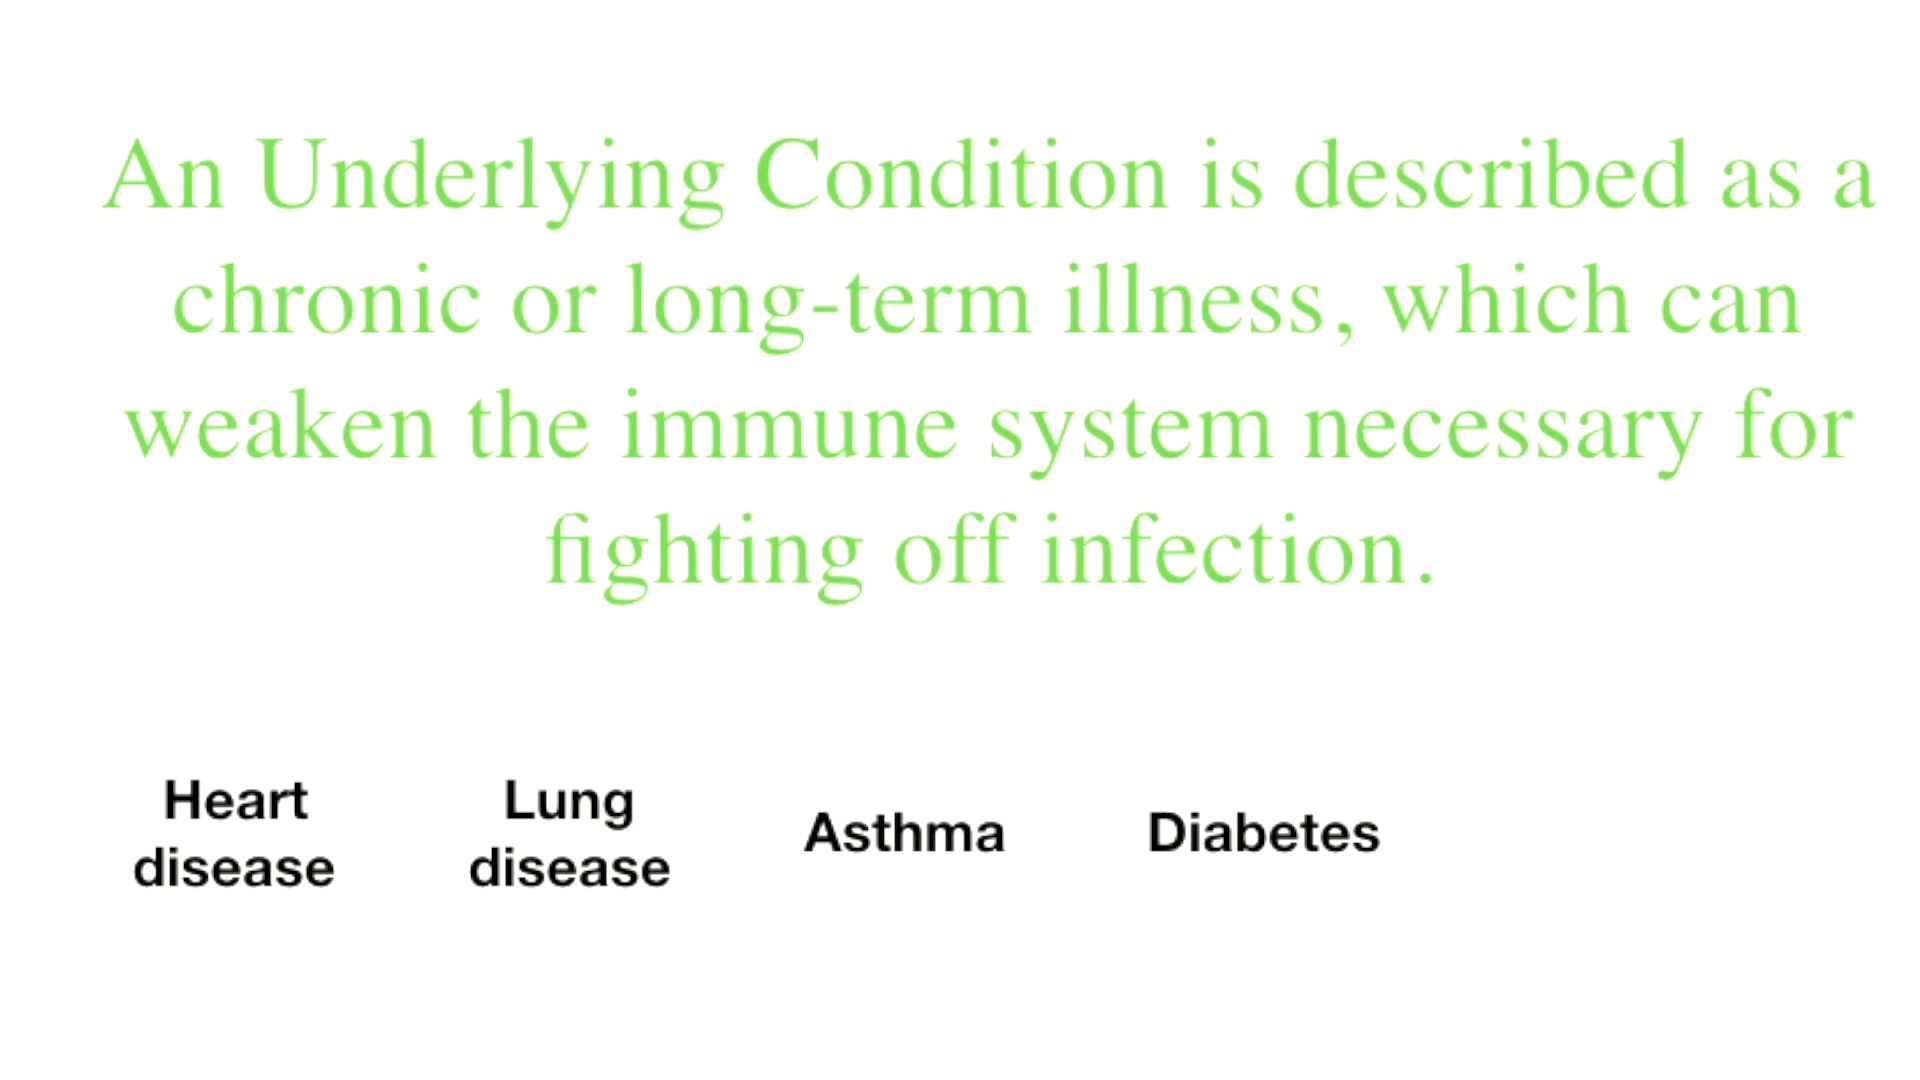 An Underlying Condition is described as a
chronic or long-term illness, which can
weaken the immune system necessary for
fighting off infection.
Heart
disease
Lung
disease
Asthma
Diabetes